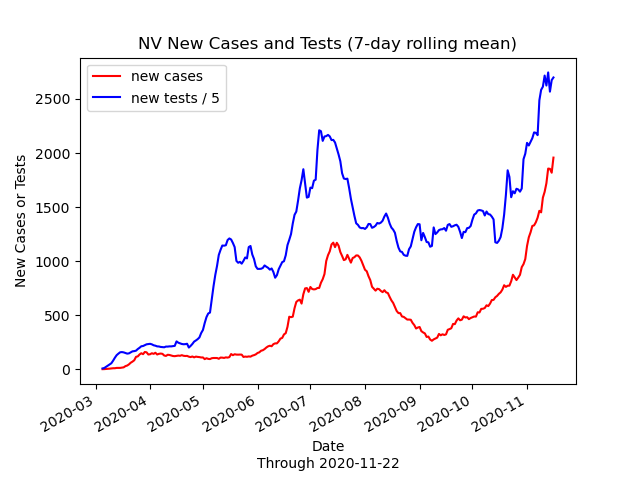 NV New Cases and Tests (7-day rolling mean)
new cases
new tests / 5
New Cases or Tests
2500
2000
1500
1000
500
0
2020-03
2020-04
2020-05
2020-06
2020-07
2020-08
2020-09
2020-10
2020-11
Date
Through 2020-11-22